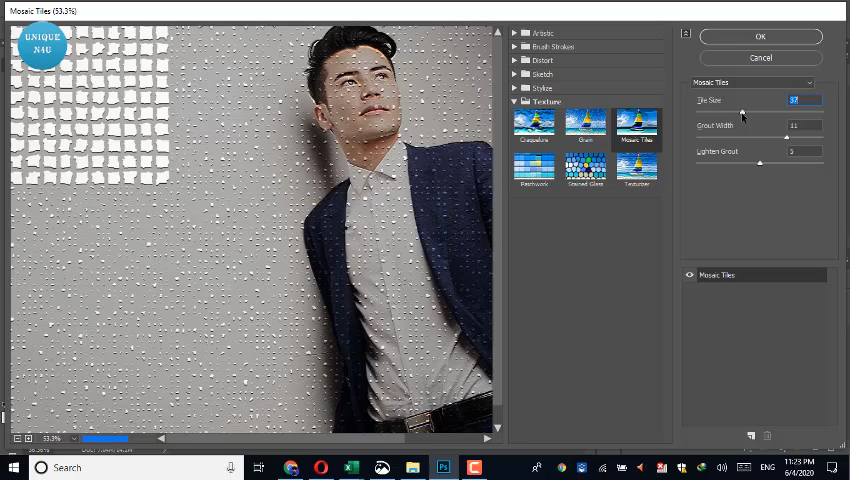 Mosaic Tiles (53.3%)
UNIQUE
N4U
Artistic
Brush Strokes
Distort
Sketch
Stylize
Texture
Craquelure
Grain
Mosaic Tiles
Patchwork
Stained Glass
Texturizer
OK
Cancel
Mosaic Tiles
Tile Size
37
Grout Width
11
Lighten Grout
5
Mosaic Tiles
53.3%
Search
Ps
ENG
11:23 PM
6/4/2020